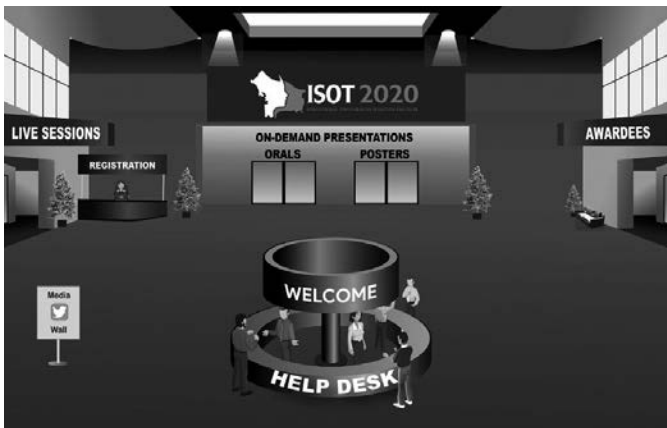 ISOT 2020
LIVE SESSIONS
ON-DEMAND PRESENTATIONS
AWARDEES
ORALS
POSTERS
REGISTRATION
WELCOME
Media
Wall
HELP DESK